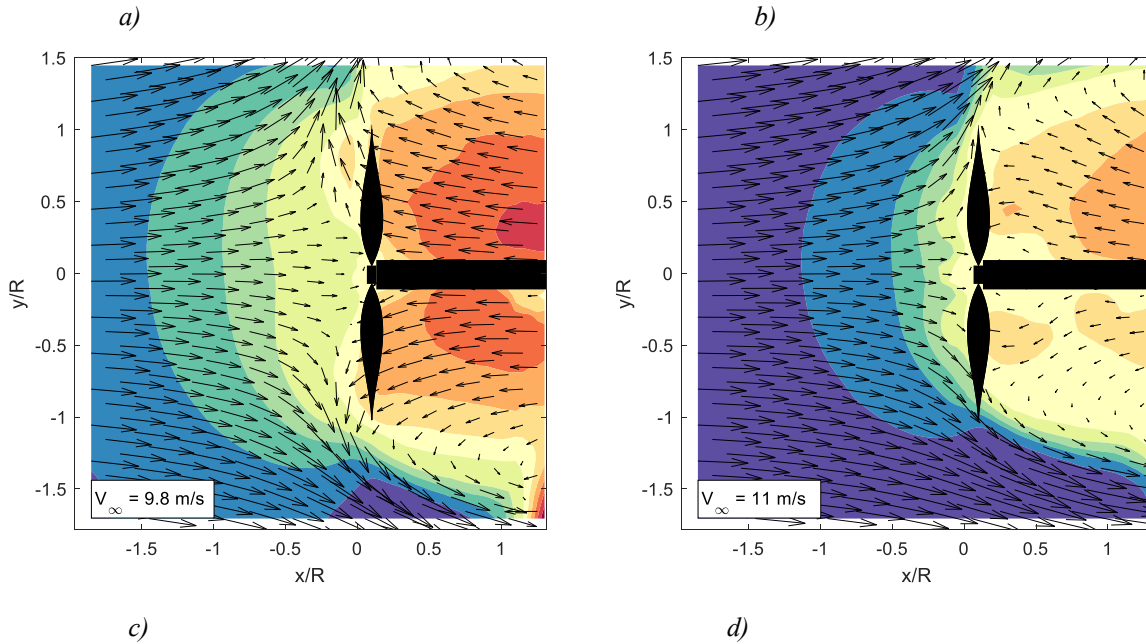 a) b)
1.5 1.5
1 1
0.5 0.5
y/R 0 y/R 0
-0.5 -0.5
-1 -1
-1.5 V∞ = 9.8 m/s -1.5 V∞ = 11 m/s
-1.5 -1 -0.5 0 0.5 1 -1.5 -1 -0.5 0 0.5 1
x/R x/R
c) d)